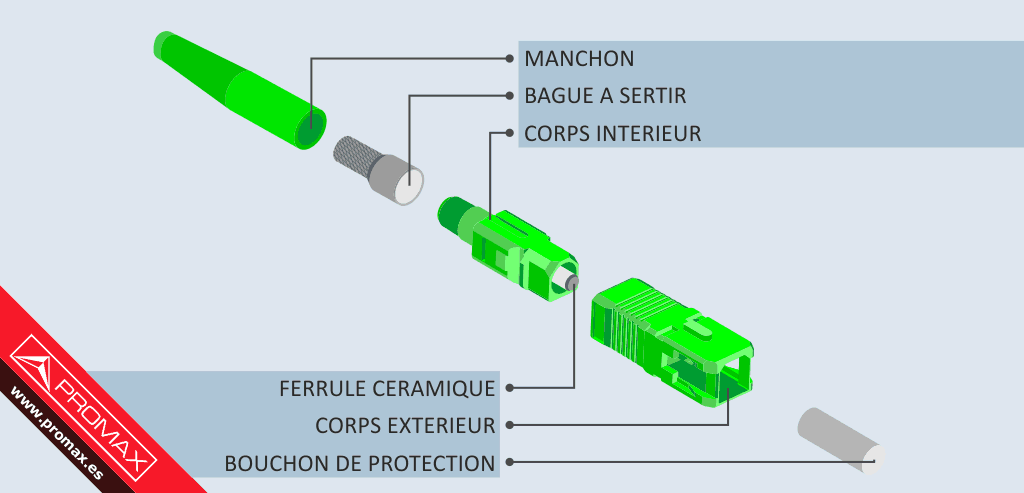 MANCHON
BAGUE A SERTIR
CORPS INTERIEUR
FERRULE CERAMIQUE
CORPS EXTERIEUR
BOUCHON DE PROTECTION
PROMAX
www.promax.es